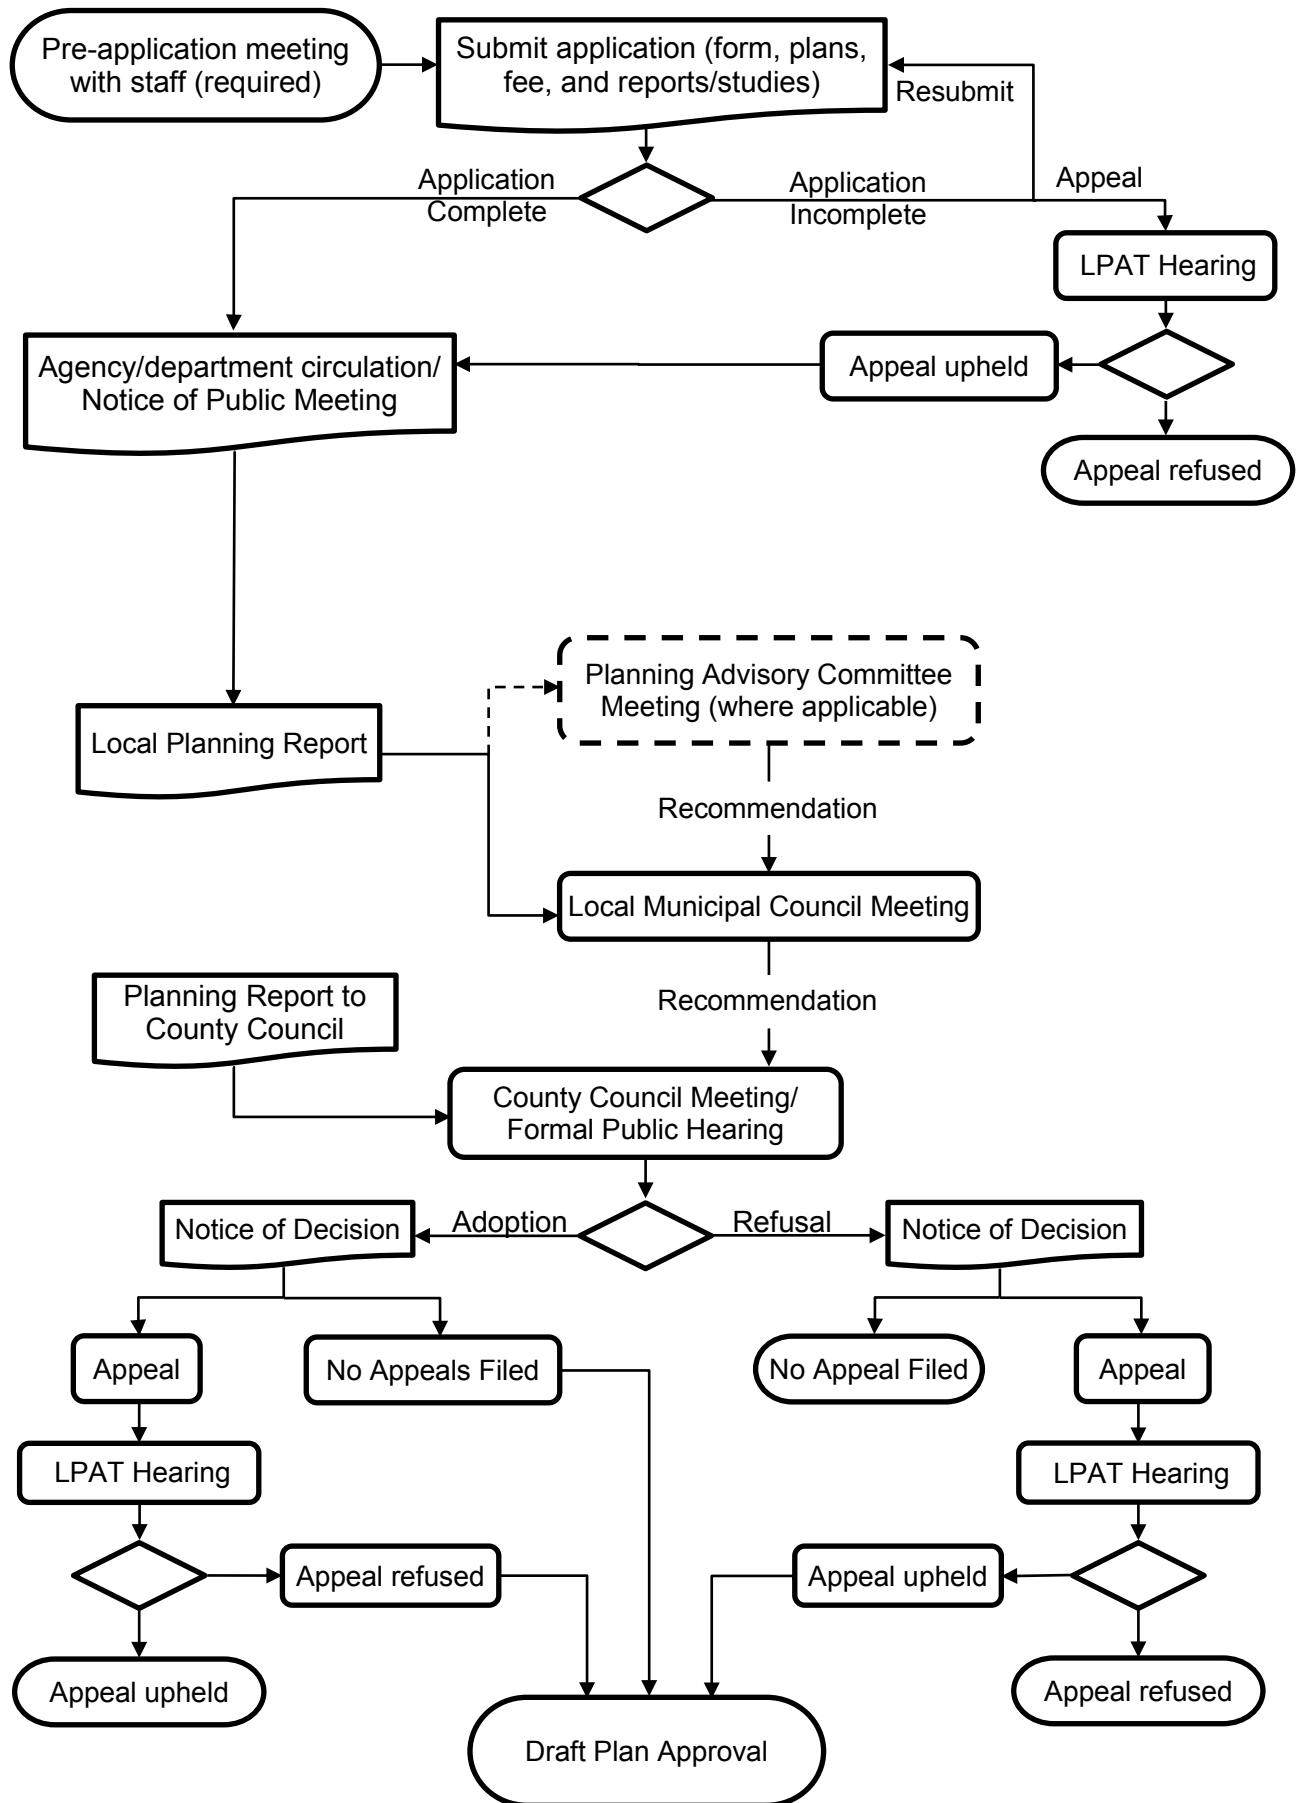 Pre-application meeting
with staff (required)
Submit application (form, plans,
fee, and reports/studies)
Resubmit
Application
Complete
Application
Incomplete
Appeal
LPAT Hearing
Agency/department circulation/
Notice of Public Meeting
Appeal upheld
Appeal refused
Planning Advisory Committee
Meeting (where applicable)
Local Planning Report
Recommendation
Local Municipal Council Meeting
Planning Report to
County Council
Recommendation
County Council Meeting/
Formal Public Hearing
Notice of Decision
Adoption
Refusal
Notice of Decision
Appeal
No Appeals Filed
No Appeal Filed
Appeal
LPAT Hearing
LPAT Hearing
Appeal refused
Appeal upheld
Appeal upheld
Appeal refused
Draft Plan Approval